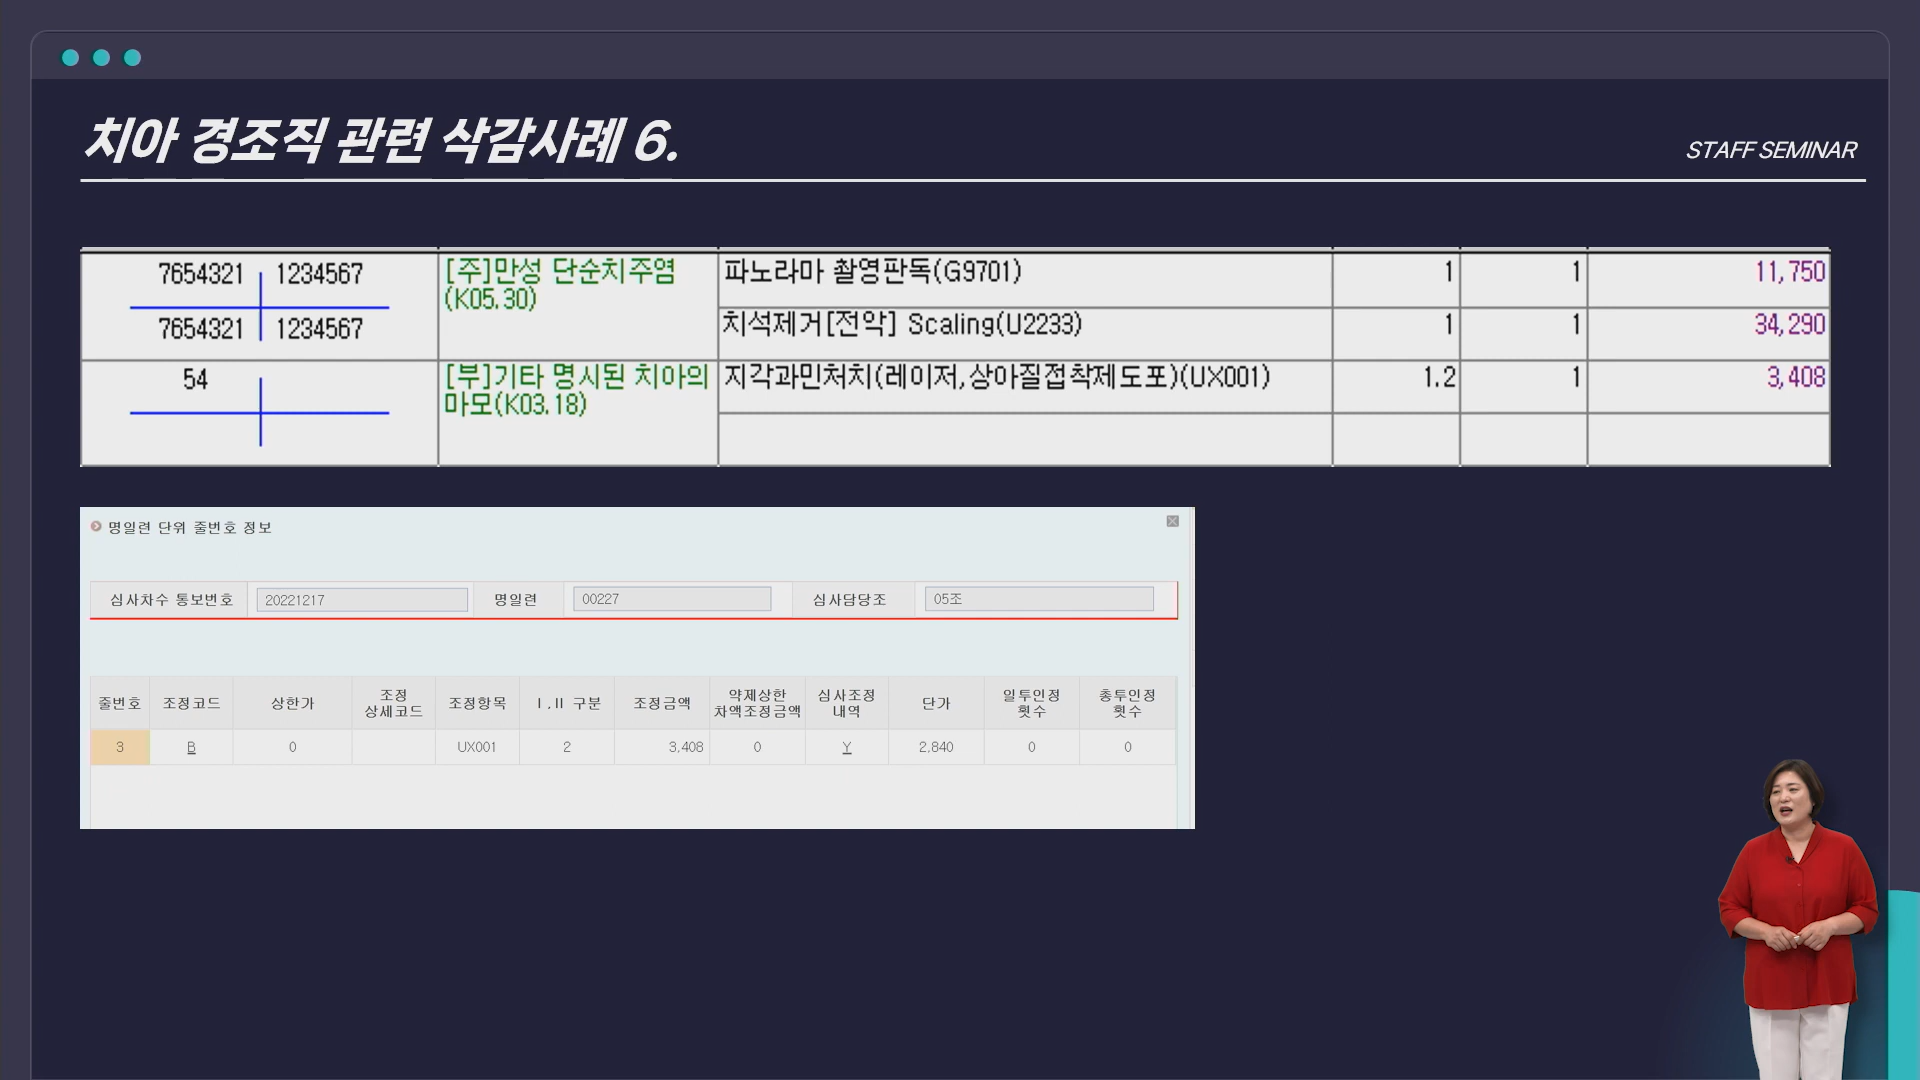 치아 경조직 관련 삭감사례 6.
STAFF SEMINAR
7654321 1234567
7654321 1234567
[주]만성 단순치주염
(K05.30)
파노라마 촬영판독(G9701) 1 1 11,750
치석제거[전악] Scaling(U2233) 1 1 34,290
54
[부]기타 명시된 치아의
마모(K03.18)
지각과민처치(레이저,상아질접착제도포)(UX001) 1.2 1 3,408
명일련 단위 줄번호 정보
심사차수 통보번호 20221217 명일련 00227 심사담당조 05조
줄번호 조정코드 상한가 조정 상세코드 조정항목 I,II 구분 조정금액 약제상한 차액조정금액 심사조정 내역 단가 일투인정 횟수 총투인정 횟수
3 B 0 UX001 2 3,408 0 Y 2,840 0 0